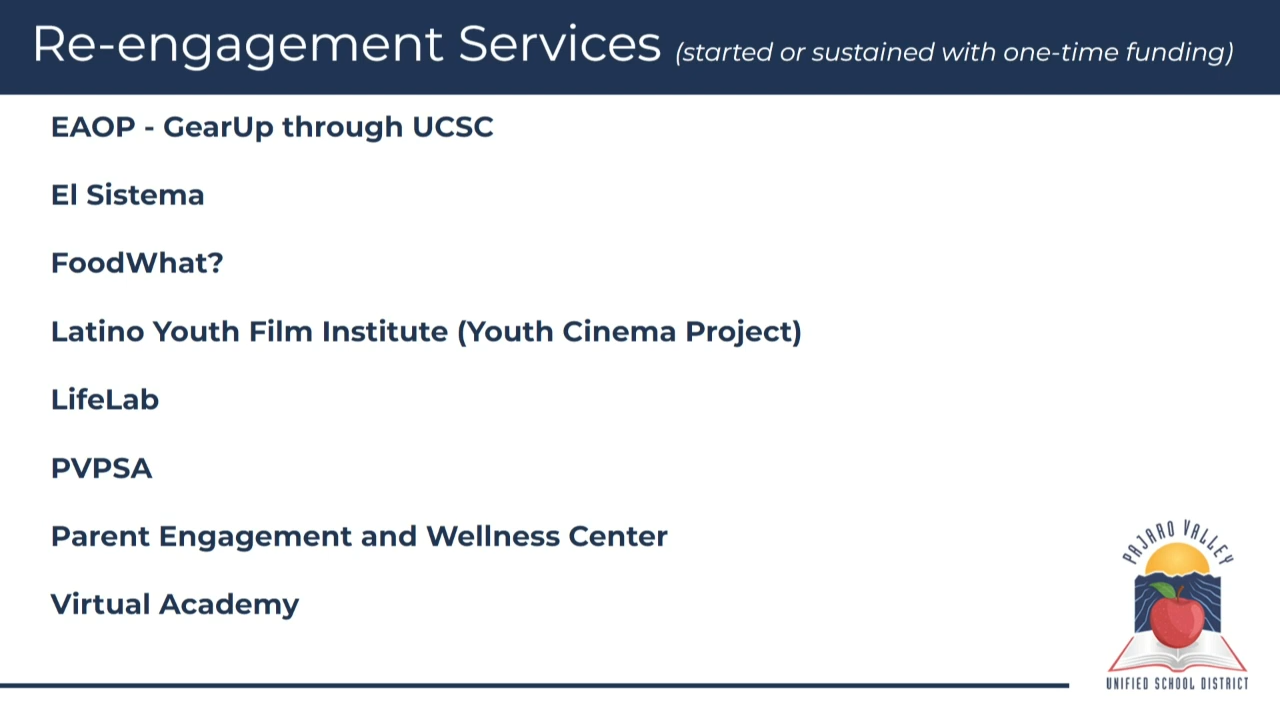 Re-engagement Services (started or sustained with one-time funding)
EAOP - GearUp through UCSC
El Sistema
FoodWhat?
Latino Youth Film Institute (Youth Cinema Project)
LifeLab
PVPSA
Parent Engagement and Wellness Center
Virtual Academy
PAJARO VALLEY
UNIFIED SCHOOL DISTRICT